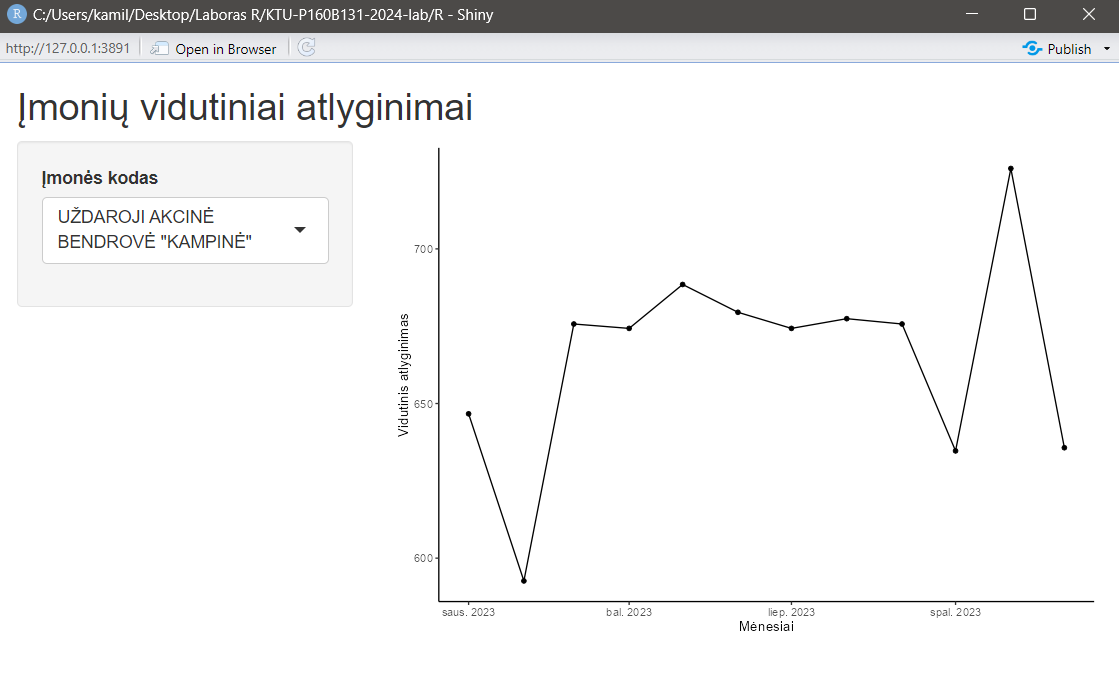 C:/Users/kamil/Desktop/Laboras R/KTU-P160B131-2024-lab/R - Shiny
http://127.0.0.1:3891 Open in Browser Publish
Įmonių vidutiniai atlyginimai
Įmonės kodas
UŽDAROJI AKCINĖ
BENDROVĖ "KAMPINĖ"
Vidutinis atlyginimas
700
650
600
saus. 2023 bal. 2023 liep. 2023 spal. 2023
Mėnesiai